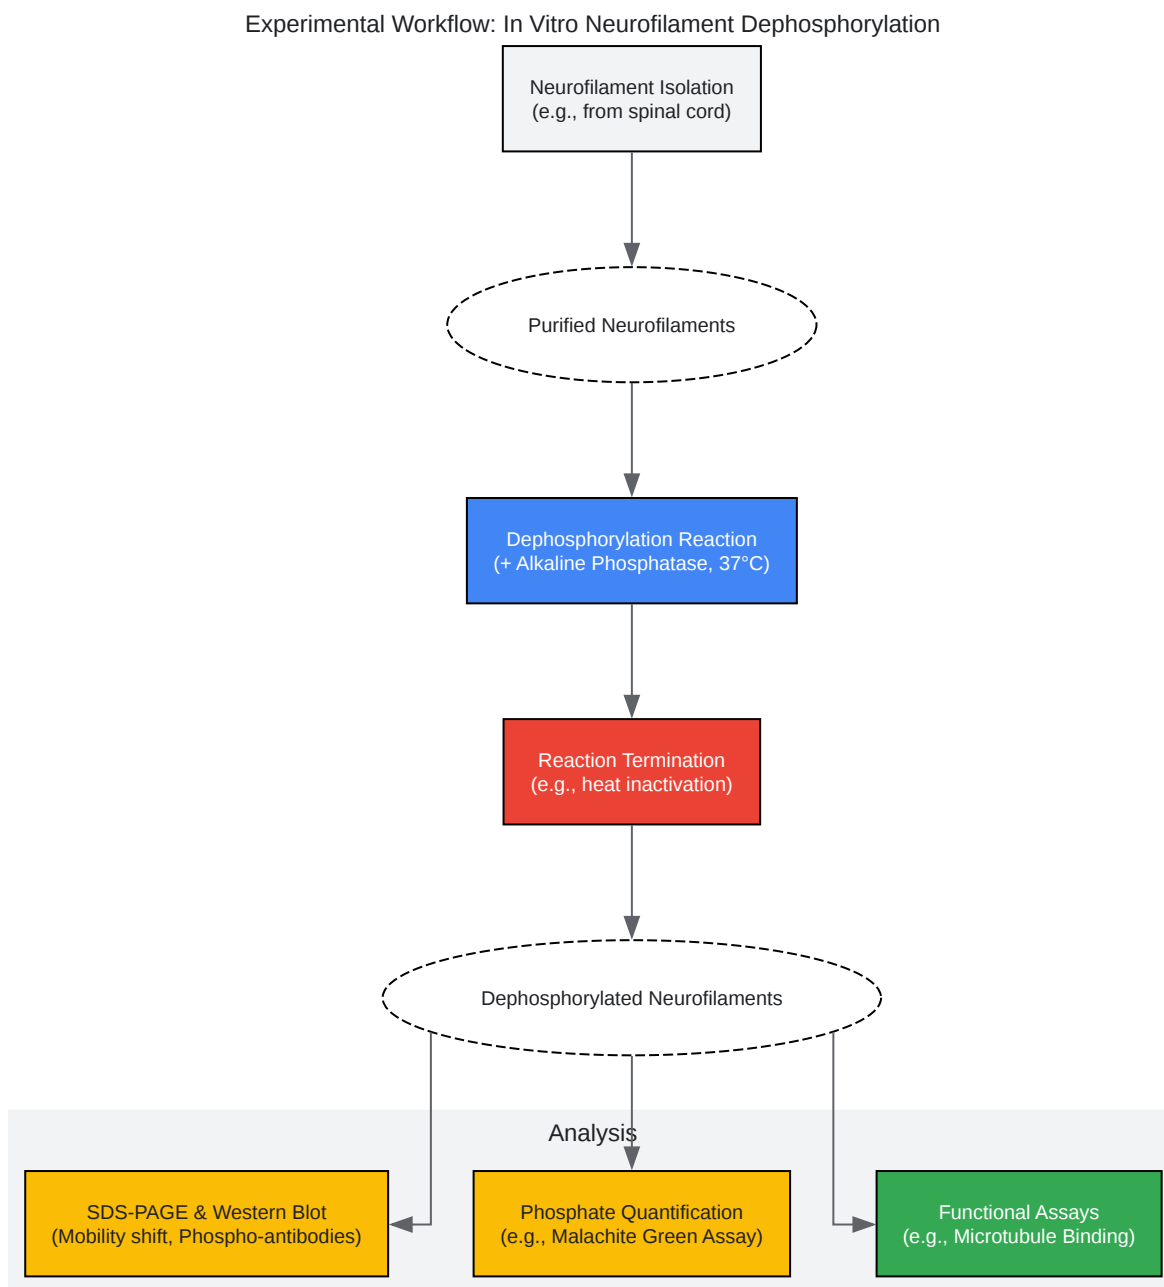 Experimental Workflow: In Vitro Neurofilament Dephosphorylation
Neurofilament Isolation
(e.g., from spinal cord)
Purified Neurofilaments
Dephosphorylation Reaction
(+ Alkaline Phosphatase, 37°C)
Reaction Termination
(e.g., heat inactivation)
Dephosphorylated Neurofilaments
Analysis
SDS-PAGE & Western Blot
(Mobility shift, Phospho-antibodies)
Phosphate Quantification
(e.g., Malachite Green Assay)
Functional Assays
(e.g., Microtubule Binding)